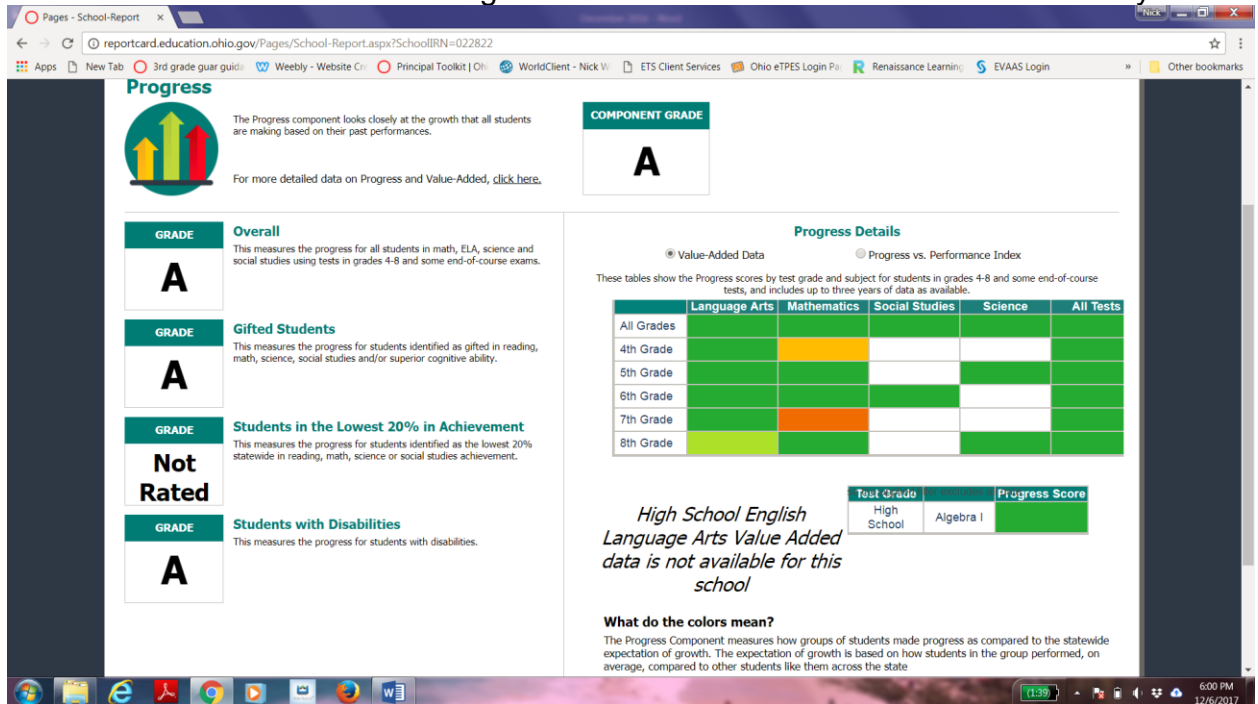 Pages - School-Report
Nick
reportcard.education.ohio.gov/Pages/School-Report.aspx?SchoolIRN=022822
Apps New Tab 3rd grade guar guida Weebly - Website Cre Principal Toolkit | Oh WorldClient - Nick W ETS Client Services Ohio eTPES Login Pa Renaissance Learning EVAAS Login » Other bookmarks
Progress
The Progress component looks closely at the growth that all students
are making based on their past performances.
For more detailed data on Progress and Value-Added, click here.
COMPONENT GRADE
A
GRADE
A
Overall
This measures the progress for all students in math, ELA, science and
social studies using tests in grades 4-8 and some end-of-course exams.
GRADE
A
Gifted Students
This measures the progress for students identified as gifted in reading,
math, science, social studies and/or superior cognitive ability.
GRADE
Not
Rated
Students in the Lowest 20% in Achievement
This measures the progress for students identified as the lowest 20%
statewide in reading, math, science or social studies achievement.
GRADE
A
Students with Disabilities
This measures the progress for students with disabilities.
Progress Details
Value-Added Data Progress vs. Performance Index
These tables show the Progress scores by test grade and subject for students in grades 4-8 and some end-of-course
tests, and includes up to three years of data as available.
Language Arts Mathematics Social Studies Science All Tests
All Grades
4th Grade
5th Grade
6th Grade
7th Grade
8th Grade
High School English
Language Arts Value Added
data is not available for this
school
Test Grade Progress Score
High
School
Algebra I
What do the colors mean?
The Progress Component measures how groups of students made progress as compared to the statewide
expectation of growth. The expectation of growth is based on how students in the group performed, on
average, compared to other students like them across the state
(1:39)
6:00 PM
12/6/2017